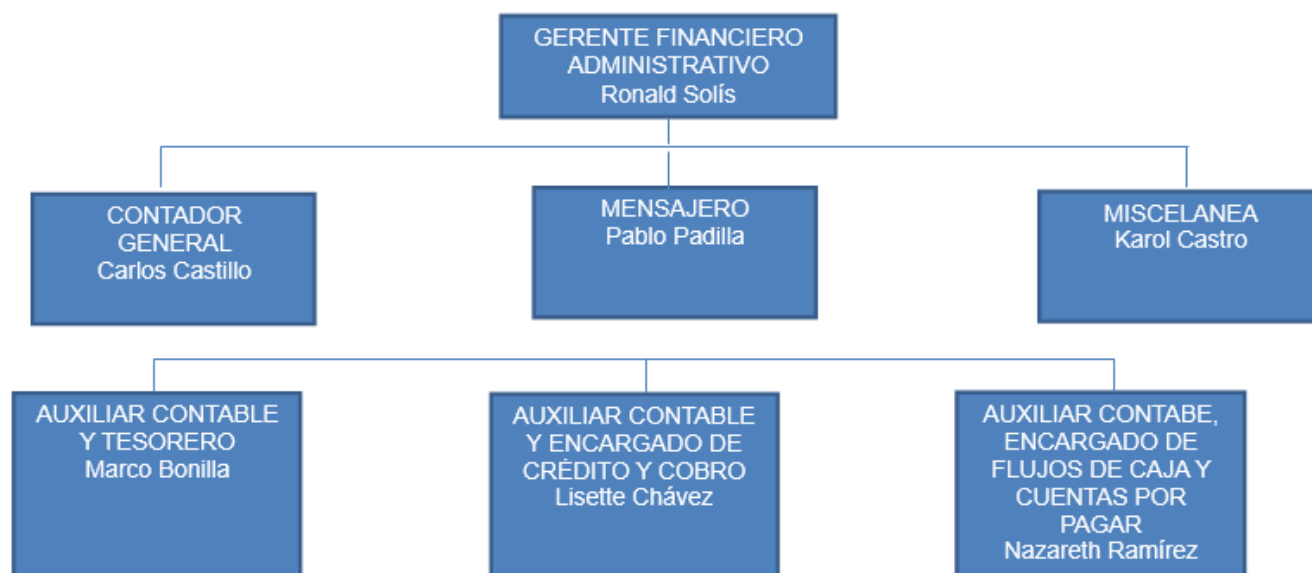 GERENTE FINANCIERO
ADMINISTRATIVO
Ronald Solís
CONTADOR
GENERAL
Carlos Castillo
MENSAJERO
Pablo Padilla
MISCELANEA
Karol Castro
AUXILIAR CONTABLE
Y TESORERO
Marco Bonilla
AUXILIAR CONTABLE
Y ENCARGADO DE
CRÉDITO Y COBRO
Lisette Chávez
AUXILIAR CONTABE,
ENCARGADO DE
FLUJOS DE CAJA Y
CUENTAS POR
PAGAR
Nazareth Ramírez